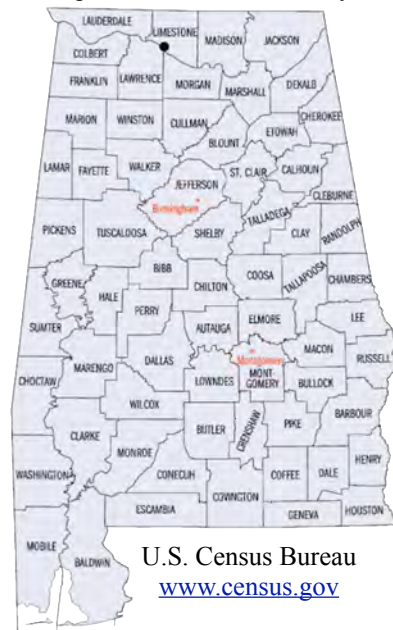 LAUDERDALE
LIMESTONE
MADISON
JACKSON
COLBERT
FRANKLIN
LAWRENCE
MORGAN
MARSHALL
DEKALB
MARION
WINSTON
CULLMAN
BLOUNT
ETOWAH
CHEROKEE
LAMAR
FAYETTE
WALKER
JEFFERSON
ST. CLAIR
CALHOUN
CLEBURNE
Birmingham
PICKENS
TUSCALOOSA
SHELBY
TALLADEGA
CLAY
RANDOLPH
BIBB
GREENE
HALE
PERRY
CHILTON
COOSA
TALLAPOOSA
CHAMBERS
SUMTER
AUTAUGA
ELMORE
LEE
MARENGO
DALLAS
Montgomery
MACON
RUSSELL
CHOCTAW
LOWNDES
MONT
GOMERY
BULLOCK
WILCOX
BARBOUR
CLARKE
BUTLER
CRENSHAW
PIKE
MONROE
HENRY
WASHINGTON
CONECUH
COFFEE
DALE
COVINGTON
ESCAMBIA
GENEVA
HOUSTON
MOBILE
BALDWIN
U.S. Census Bureau
www.census.gov